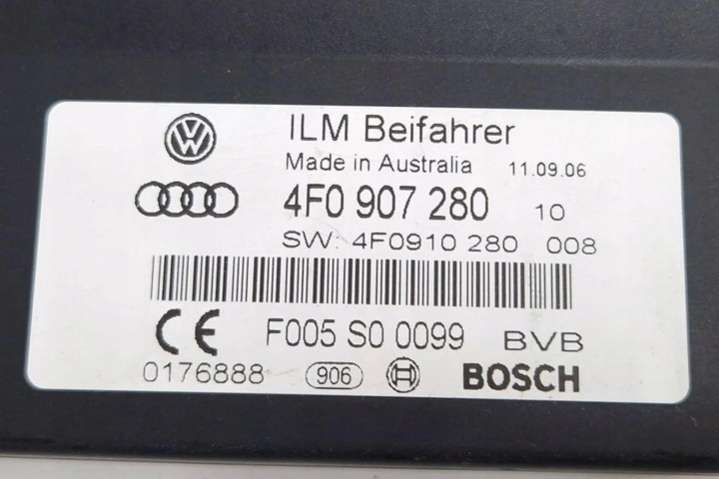 ILM Beifahrer
Made in Australia 11.09.06
4F0 907 280 10
SW: 4F0910 280 008
CE F005 S0 0099 BVB
0176888 906 BOSCH